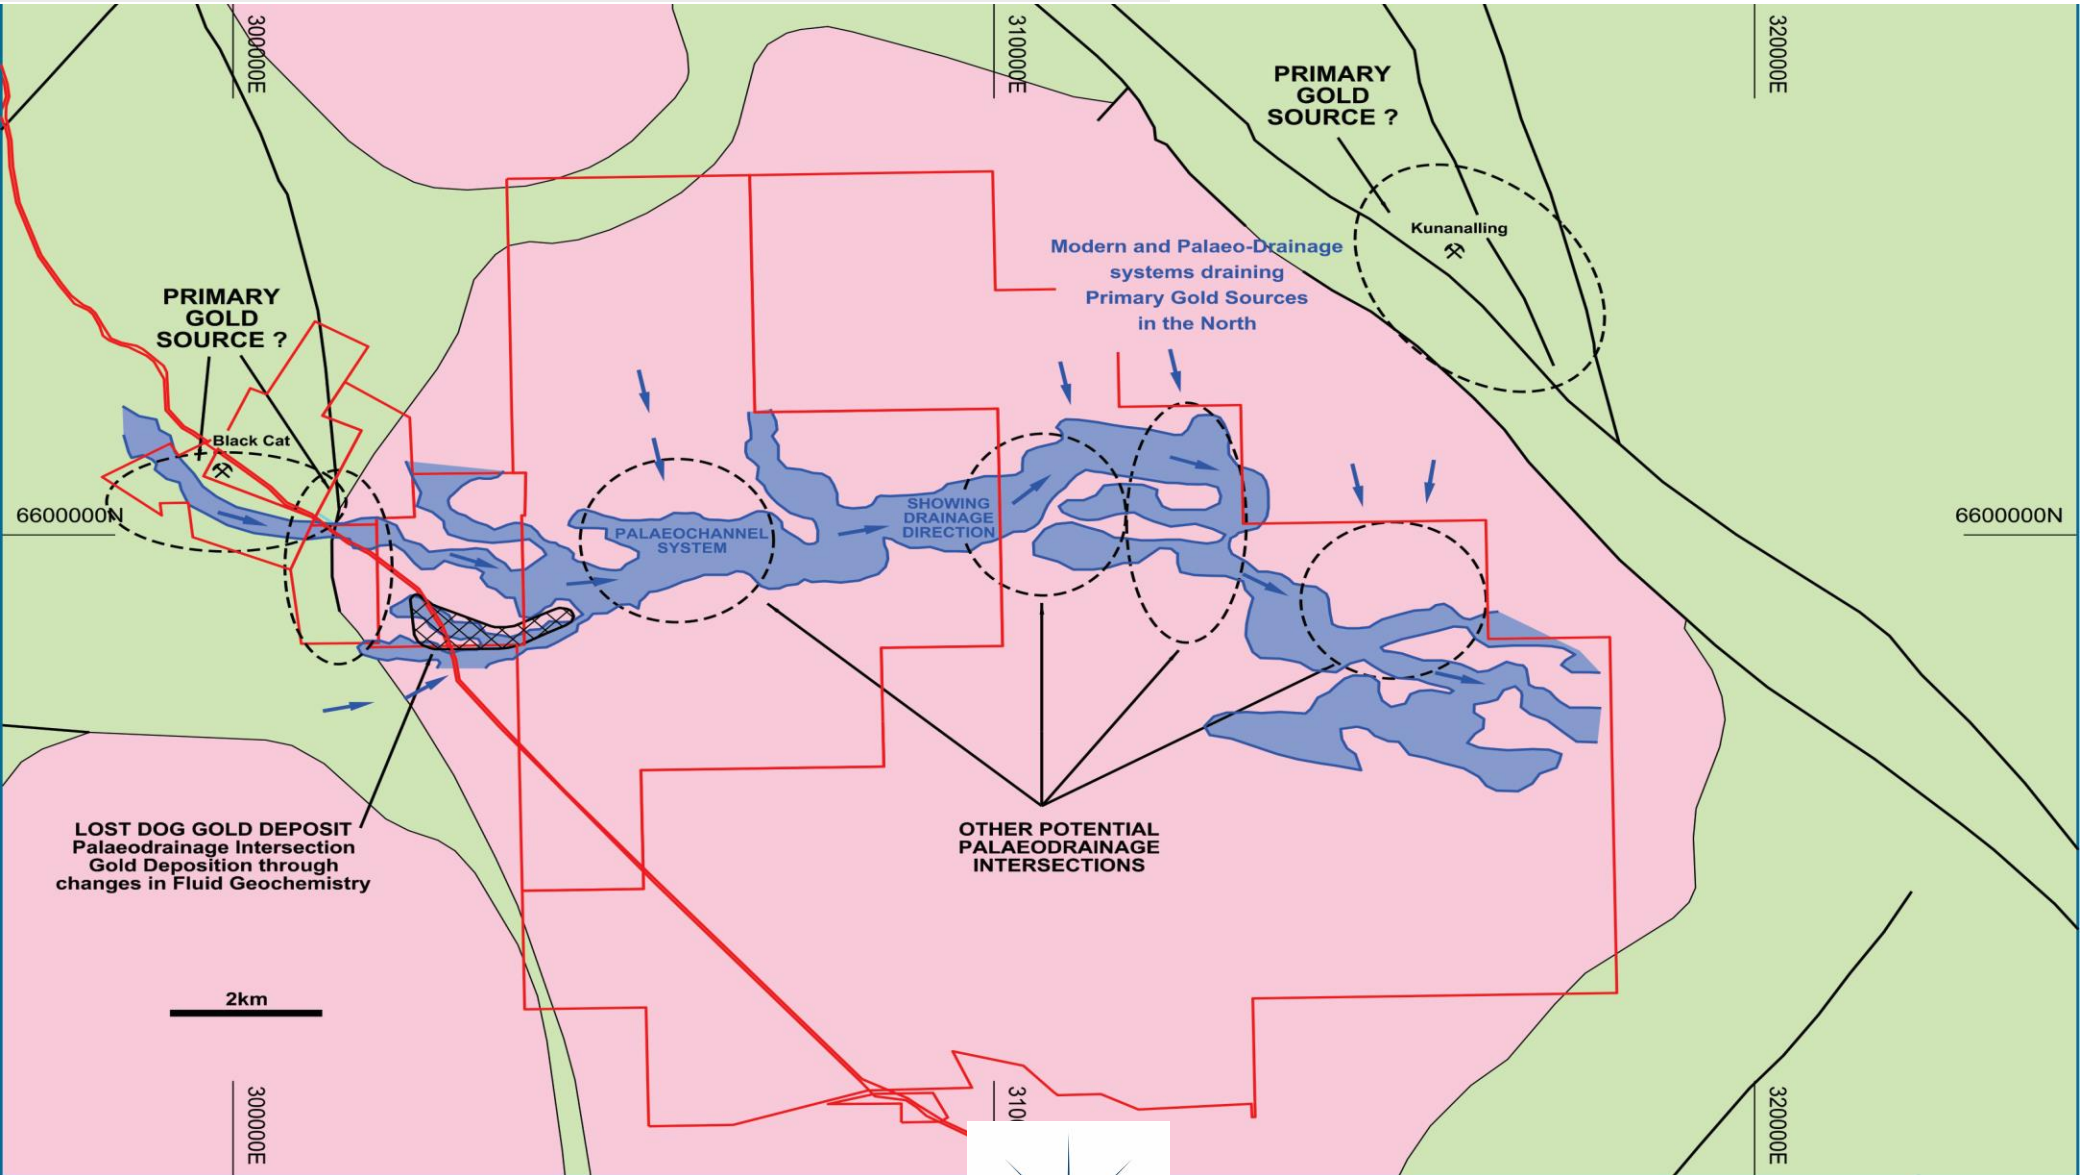 300000E
310000E
320000E
PRIMARY
GOLD
SOURCE ?
Kunanalling
Modern and Palaeo-Drainage
systems draining
Primary Gold Sources
in the North
PRIMARY
GOLD
SOURCE ?
Black Cat
6600000N
6600000N
SHOWING
DRAINAGE
DIRECTION
PALAEOCHANNEL
SYSTEM
LOST DOG GOLD DEPOSIT
Palaeodrainage Intersection
Gold Deposition through
changes in Fluid Geochemistry
OTHER POTENTIAL
PALAEODRAINAGE
INTERSECTIONS
2km
300000E
3100
320000E